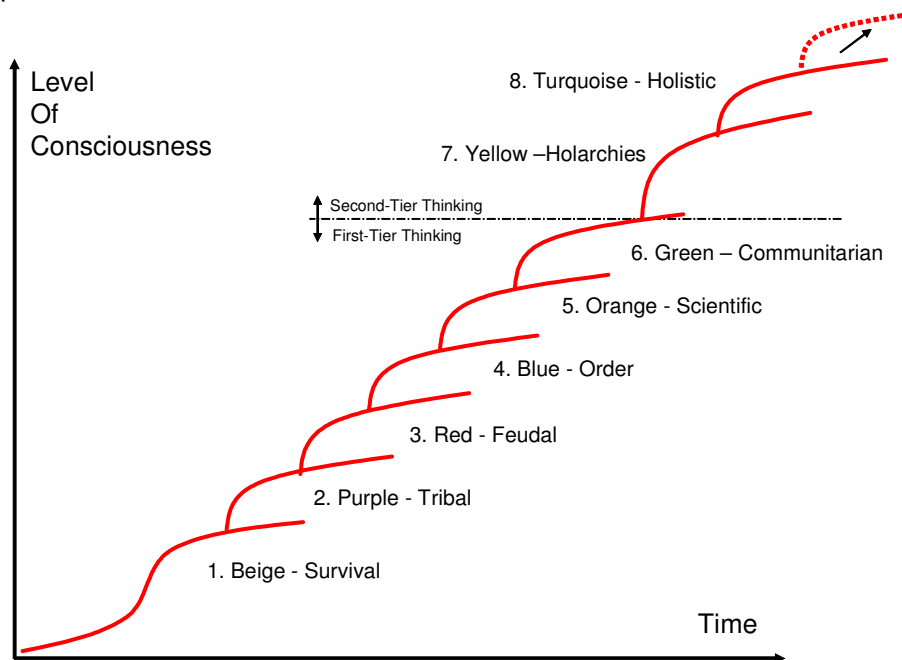 Level
Of
Consciousness
8. Turquoise - Holistic
7. Yellow –Holarchies
Second-Tier Thinking
First-Tier Thinking
6. Green – Communitarian
5. Orange - Scientific
4. Blue - Order
3. Red - Feudal
2. Purple - Tribal
1. Beige - Survival
Time